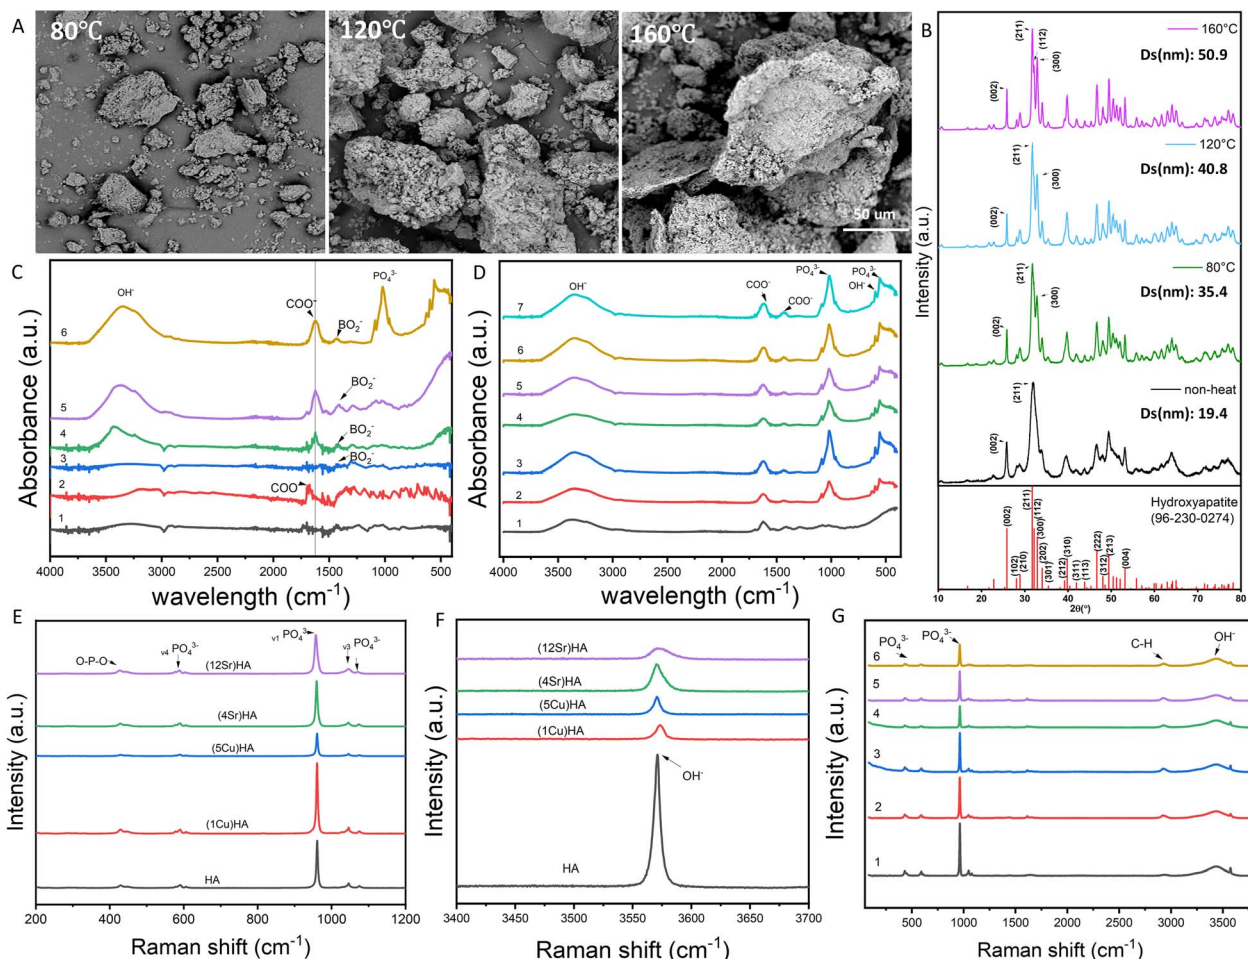 A
80℃
120℃
160℃
50 um
B
160°C
Ds(nm): 50.9
(002)
(211)
(112)
(300)
120°C
Ds(nm): 40.8
(002)
(211)
(300)
80°C
Ds(nm): 35.4
(002)
(211)
(300)
non-heat
Ds(nm): 19.4
(002)
(211)
Hydroxyapatite
(96-230-0274)
(002)
(102)
(210)
(211)
(112)
(300)
(202)
(301)
(212)
(310)
(311)
(113)
(222)
(312)
(213)
(004)
Intensity (a.u.)
10 20 30 40 50 60 70 80
2θ(°)
C
OH-
COO-
PO₄³⁻
BO₂⁻
6
5
BO₂⁻
4
BO₂⁻
3
BO₂⁻
2
COO-
1
Absorbance (a.u.)
4000 3500 3000 2500 2000 1500 1000 500
wavelength (cm⁻¹)
D
OH-
COO-
COO-
PO₄³⁻
PO₄³⁻
OH-
7
6
5
4
3
2
1
Absorbance (a.u.)
4000 3500 3000 2500 2000 1500 1000 500
wavelength (cm⁻¹)
E
O-P-O
v4 PO₄³⁻
v1 PO₄³
v3 PO₄³⁻
(12Sr)HA
(4Sr)HA
(5Cu)HA
(1Cu)HA
HA
Intensity (a.u.)
200 400 600 800 1000 1200
Raman shift (cm⁻¹)
F
(12Sr)HA
(4Sr)HA
(5Cu)HA
(1Cu)HA
OH-
HA
Intensity (a.u.)
3400 3450 3500 3550 3600 3650 3700
Raman shift (cm⁻¹)
G
PO₄³⁻
PO₄³⁻
C-H
OH-
6
5
4
3
2
1
Intensity (a.u.)
500 1000 1500 2000 2500 3000 3500
Raman shift (cm⁻¹)